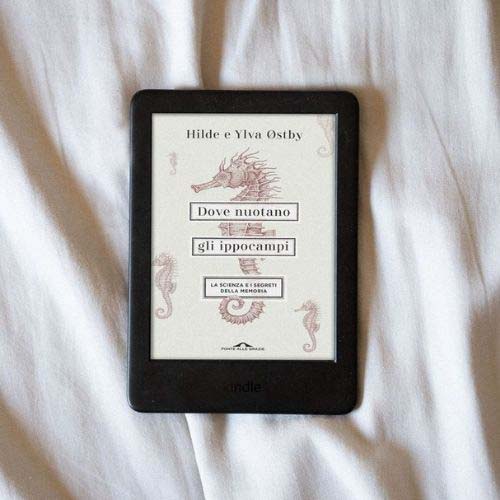 Hilde e Ylva Østby
Dove nuotano
gli ippocampi
LA SCIENZA E I SEGRETI
DELLA MEMORIA
PONTE ALLE GRAZIE
kindle